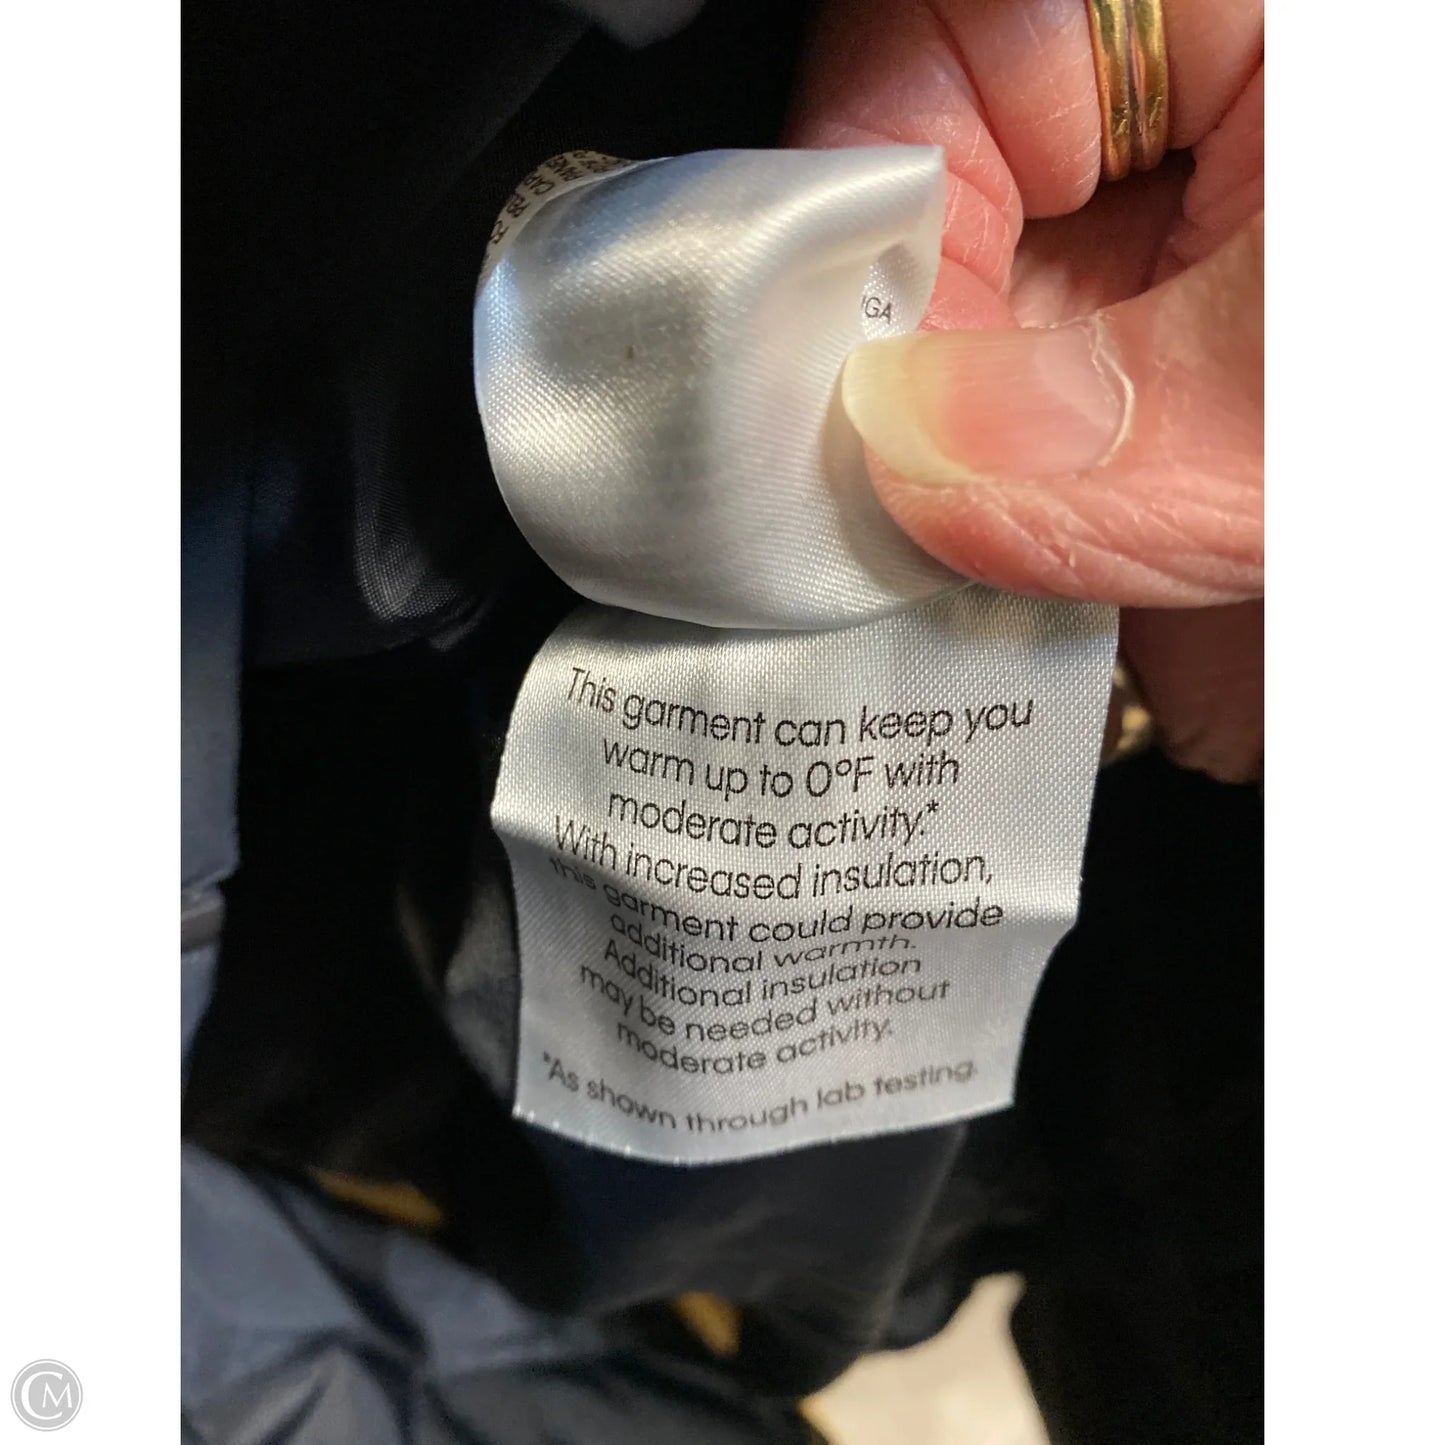 This garment can keep you
warm up to 0°F with
moderate activity.*
With increased insulation,
this garment could provide
additional warmth.
Additional insulation
may be needed without
moderate activity.
*As shown through lab testing.
CM